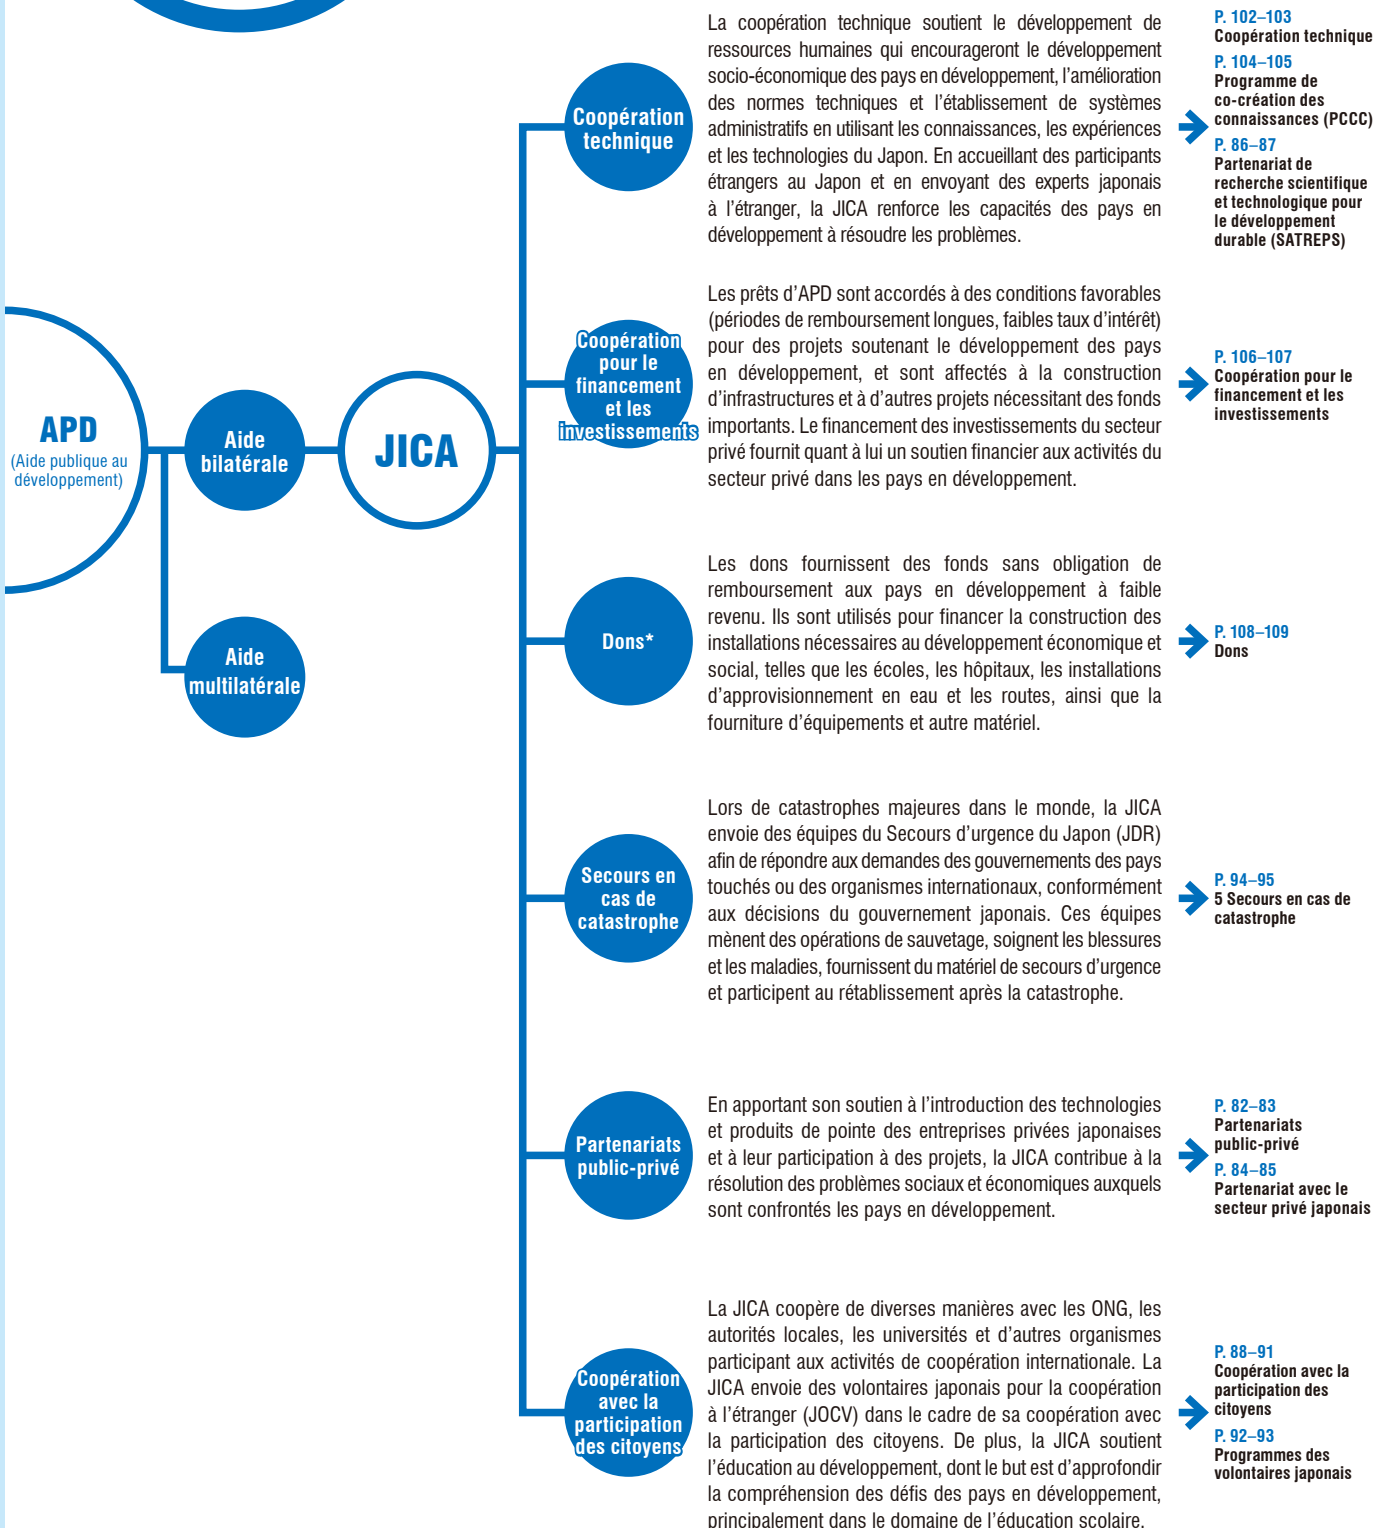 APD
(Aide publique au
développement)
Aide
bilatérale
Aide
multilatérale
JICA
Coopération
technique
La coopération technique soutient le développement de
ressources humaines qui encourageront le développement
socio-économique des pays en développement, l’amélioration
des normes techniques et l’établissement de systèmes
administratifs en utilisant les connaissances, les expériences
et les technologies du Japon. En accueillant des participants
étrangers au Japon et en envoyant des experts japonais
à l’étranger, la JICA renforce les capacités des pays en
développement à résoudre les problèmes.
P. 102–103
Coopération technique
P. 104–105
Programme de
co-création des
connaissances (PCCC)
P. 86–87
Partenariat de
recherche scientifique
et technologique pour
le développement
durable (SATREPS)
Coopération
pour le
financement
et les
investissements
Les prêts d’APD sont accordés à des conditions favorables
(périodes de remboursement longues, faibles taux d’intérêt)
pour des projets soutenant le développement des pays
en développement, et sont affectés à la construction
d’infrastructures et à d’autres projets nécessitant des fonds
importants. Le financement des investissements du secteur
privé fournit quant à lui un soutien financier aux activités du
secteur privé dans les pays en développement.
P. 106–107
Coopération pour le
financement et les
investissements
Dons*
Les dons fournissent des fonds sans obligation de
remboursement aux pays en développement à faible
revenu. Ils sont utilisés pour financer la construction des
installations nécessaires au développement économique et
social, telles que les écoles, les hôpitaux, les installations
d’approvisionnement en eau et les routes, ainsi que la
fourniture d’équipements et autre matériel.
P. 108–109
Dons
Secours en
cas de
catastrophe
Lors de catastrophes majeures dans le monde, la JICA
envoie des équipes du Secours d’urgence du Japon (JDR)
afin de répondre aux demandes des gouvernements des pays
touchés ou des organismes internationaux, conformément
aux décisions du gouvernement japonais. Ces équipes
mènent des opérations de sauvetage, soignent les blessures
et les maladies, fournissent du matériel de secours d’urgence
et participent au rétablissement après la catastrophe.
P. 94–95
5 Secours en cas de
catastrophe
Partenariats
public-privé
En apportant son soutien à l’introduction des technologies
et produits de pointe des entreprises privées japonaises
et à leur participation à des projets, la JICA contribue à la
résolution des problèmes sociaux et économiques auxquels
sont confrontés les pays en développement.
P. 82–83
Partenariats
public-privé
P. 84–85
Partenariat avec le
secteur privé japonais
Coopération
avec la
participation
des citoyens
La JICA coopère de diverses manières avec les ONG, les
autorités locales, les universités et d’autres organismes
participant aux activités de coopération internationale. La
JICA envoie des volontaires japonais pour la coopération
à l’étranger (JOCV) dans le cadre de sa coopération avec
la participation des citoyens. De plus, la JICA soutient
l’éducation au développement, dont le but est d’approfondir
la compréhension des défis des pays en développement,
principalement dans le domaine de l’éducation scolaire.
P. 88–91
Coopération avec la
participation des
citoyens
P. 92–93
Programmes des
volontaires japonais